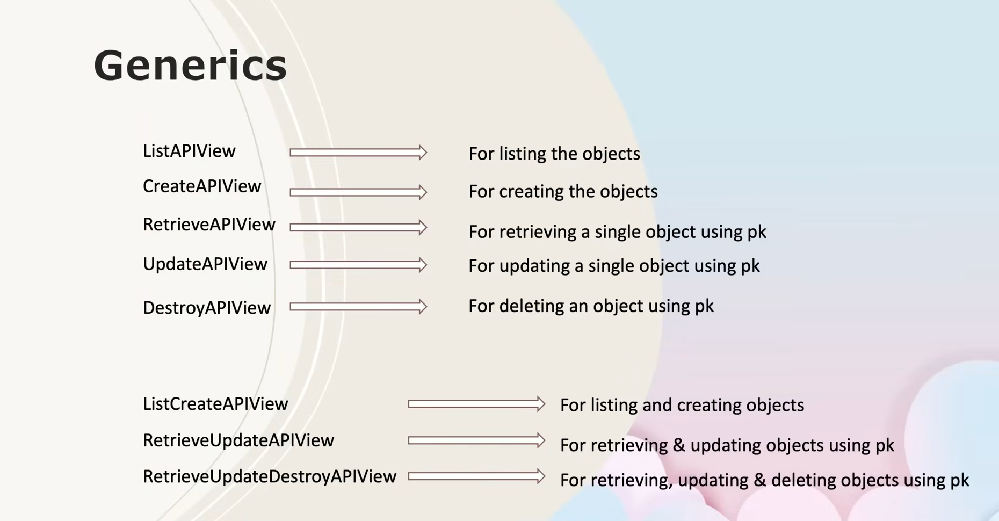 Generics
ListAPIView For listing the objects
CreateAPIView For creating the objects
RetrieveAPIView For retrieving a single object using pk
UpdateAPIView For updating a single object using pk
DestroyAPIView For deleting an object using pk
ListCreateAPIView For listing and creating objects
RetrieveUpdateAPIView For retrieving & updating objects using pk
RetrieveUpdateDestroyAPIView For retrieving, updating & deleting objects using pk